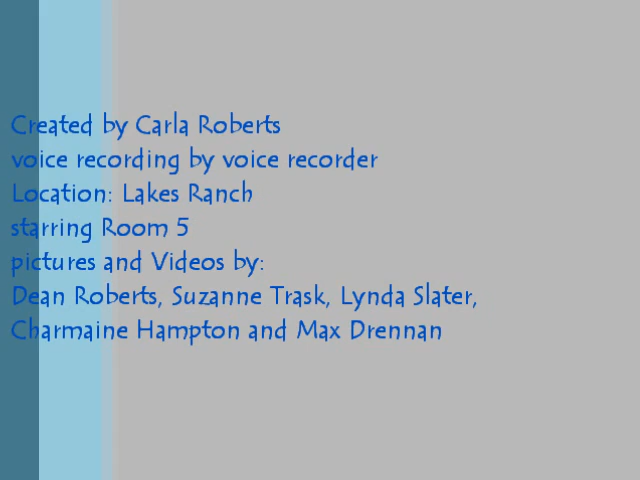 Created by Carla Roberts
voice recording by voice recorder
Location: Lakes Ranch
starring Room 5
pictures and Videos by:
Dean Roberts, Suzanne Trask, Lynda Slater,
Charmaine Hampton and Max Drennan